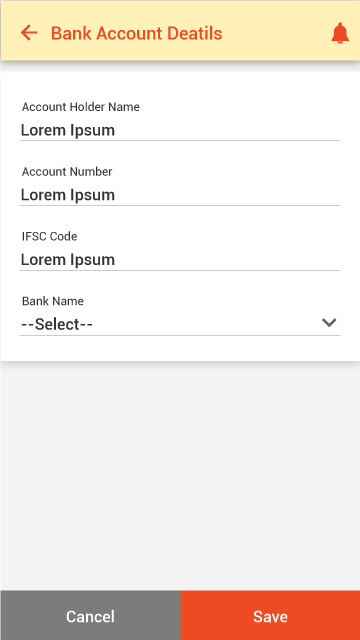 Bank Account Deatils
Account Holder Name
Lorem Ipsum
Account Number
Lorem Ipsum
IFSC Code
Lorem Ipsum
Bank Name
--Select--
Cancel
Save